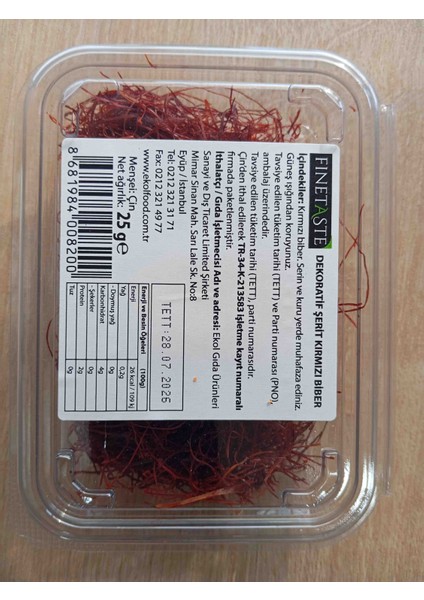 FINETASTE
DEKORATİF ŞERİT KIRMIZI BİBER
İçindekiler: Kırmızı biber. Serin ve kuru yerde muhafaza ediniz.
Güneş ışığından koruyunuz.
Tavsiye edilen tüketim tarihi (TETT) ve Parti numarası (PNO)
ambalaj üzerindedir.
Tavsiye edilen tüketim tarihi (TETT), parti numarasıdır.
Çin'den ithal edilerek TR-34-K-213583 işletme kayıt numaralı
firmada paketlenmiştir.
İthalatçı / Gıda İşletmecisi Adı ve adresi: Ekol Gıda Ürünleri
Sanayi ve Dış Ticaret Limited Şirketi
Mimar Sinan Mah. Sarı Lale Sk. No:8
Eyüp / İstanbul
Tel: 0212 321 31 71
Fax: 0212 321 49 77
www.ekolfood.com.tr
Menşei: Çin
Net ağırlık: 25 g e
8 681984 008200
TETT: 28.07.2026
Enerji ve Besin Öğeleri (100g)
Enerji 26 kcal / 109 kj
Yağ 0,2g
- Doymuş yağ 0g
Karbonhidrat 4g
- Şekerler 0g
Protein 2g
Tuz 0g